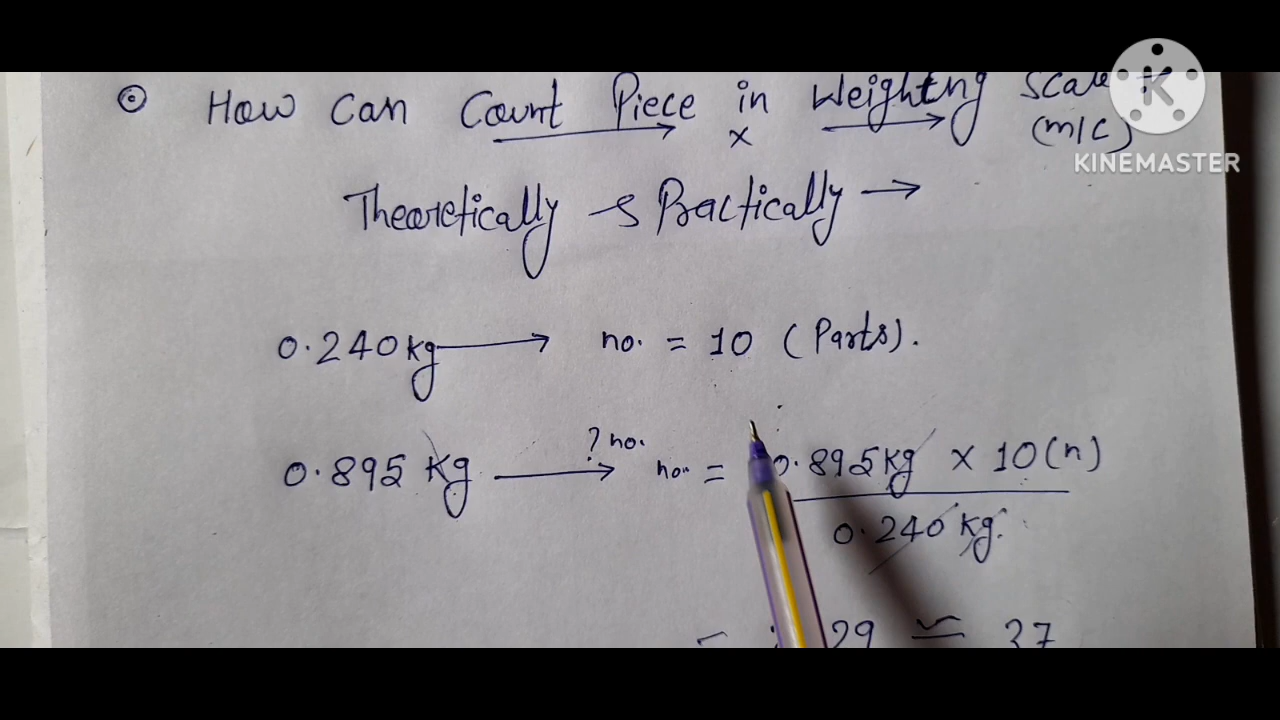 How Can Count Piece in Weighting Scale
x
(m/c)
KINEMASTER
Theoretically & Practically →
0.240 kg → no. = 10 (Parts).
0.895 kg → ? no. no. = 0.895 kg × 10 (n)
0.240 kg.
29 ≃ 37